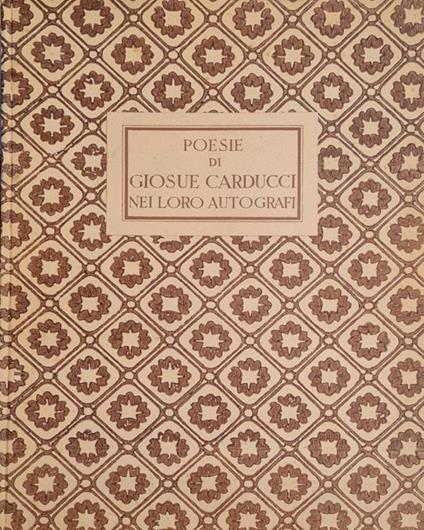 POESIE
DI
GIOSUE CARDUCCI
NEI LORO AUTOGRAFI